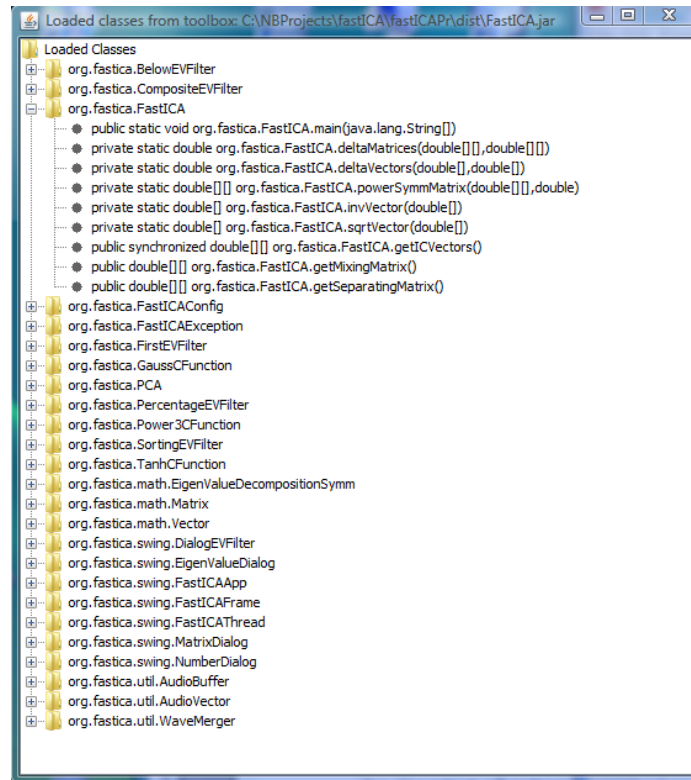 Loaded classes from toolbox: C:\NBProjects\fastICA\fastICAPr\dist\FastICA.jar
Loaded Classes
org.fastica.BelowEVFilter
org.fastica.CompositeEVFilter
org.fastica.FastICA
public static void org.fastica.FastICA.main(java.lang.String[])
private static double org.fastica.FastICA.deltaMatrices(double[][],double[][])
private static double org.fastica.FastICA.deltaVectors(double[],double[])
private static double[][] org.fastica.FastICA.powerSymmMatrix(double[][],double)
private static double[] org.fastica.FastICA.invVector(double[])
private static double[] org.fastica.FastICA.sqrtVector(double[])
public synchronized double[][] org.fastica.FastICA.getICVectors()
public double[][] org.fastica.FastICA.getMixingMatrix()
public double[][] org.fastica.FastICA.getSeparatingMatrix()
org.fastica.FastICAConfig
org.fastica.FastICAException
org.fastica.FirstEVFilter
org.fastica.GaussCFunction
org.fastica.PCA
org.fastica.PercentageEVFilter
org.fastica.Power3CFunction
org.fastica.SortingEVFilter
org.fastica.TanhCFunction
org.fastica.math.EigenValueDecompositionSymm
org.fastica.math.Matrix
org.fastica.math.Vector
org.fastica.swing.DialogEVFilter
org.fastica.swing.EigenValueDialog
org.fastica.swing.FastICAApp
org.fastica.swing.FastICAFrame
org.fastica.swing.FastICAThread
org.fastica.swing.MatrixDialog
org.fastica.swing.NumberDialog
org.fastica.util.AudioBuffer
org.fastica.util.AudioVector
org.fastica.util.WaveMerger